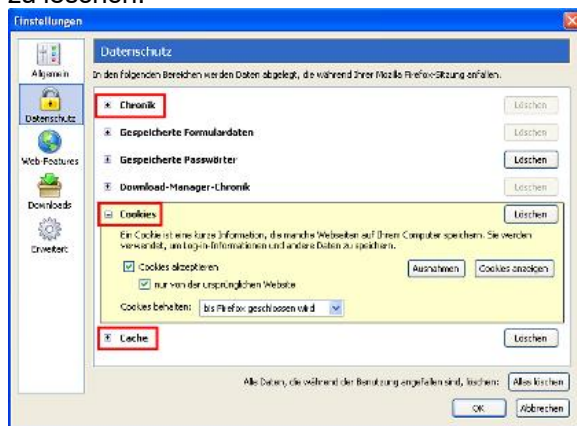 zu löschen.
Einstellungen
Datenschutz
Allgemein
In den folgenden Bereichen werden Daten abgelegt, die während Ihrer Mozilla Firefox-Sitzung anfallen.
Chronik
Löschen
Datenschutz
Gespeicherte Formulardaten
Löschen
Web-Features
Gespeicherte Passwörter
Löschen
Downloads
Download-Manager-Chronik
Löschen
Erweitert
Cookies
Löschen
Ein Cookie ist eine kurze Information, die manche Webseiten auf Ihrem Computer speichern. Sie werden
verwendet, um Log-in-Informationen und andere Daten zu speichern.
Cookies akzeptieren
Ausnahmen
Cookies anzeigen
nur von der ursprünglichen Website
Cookies behalten:
bis Firefox geschlossen wird
Cache
Löschen
Alle Daten, die während der Benutzung angefallen sind, löschen:
Alles löschen
OK
Abbrechen